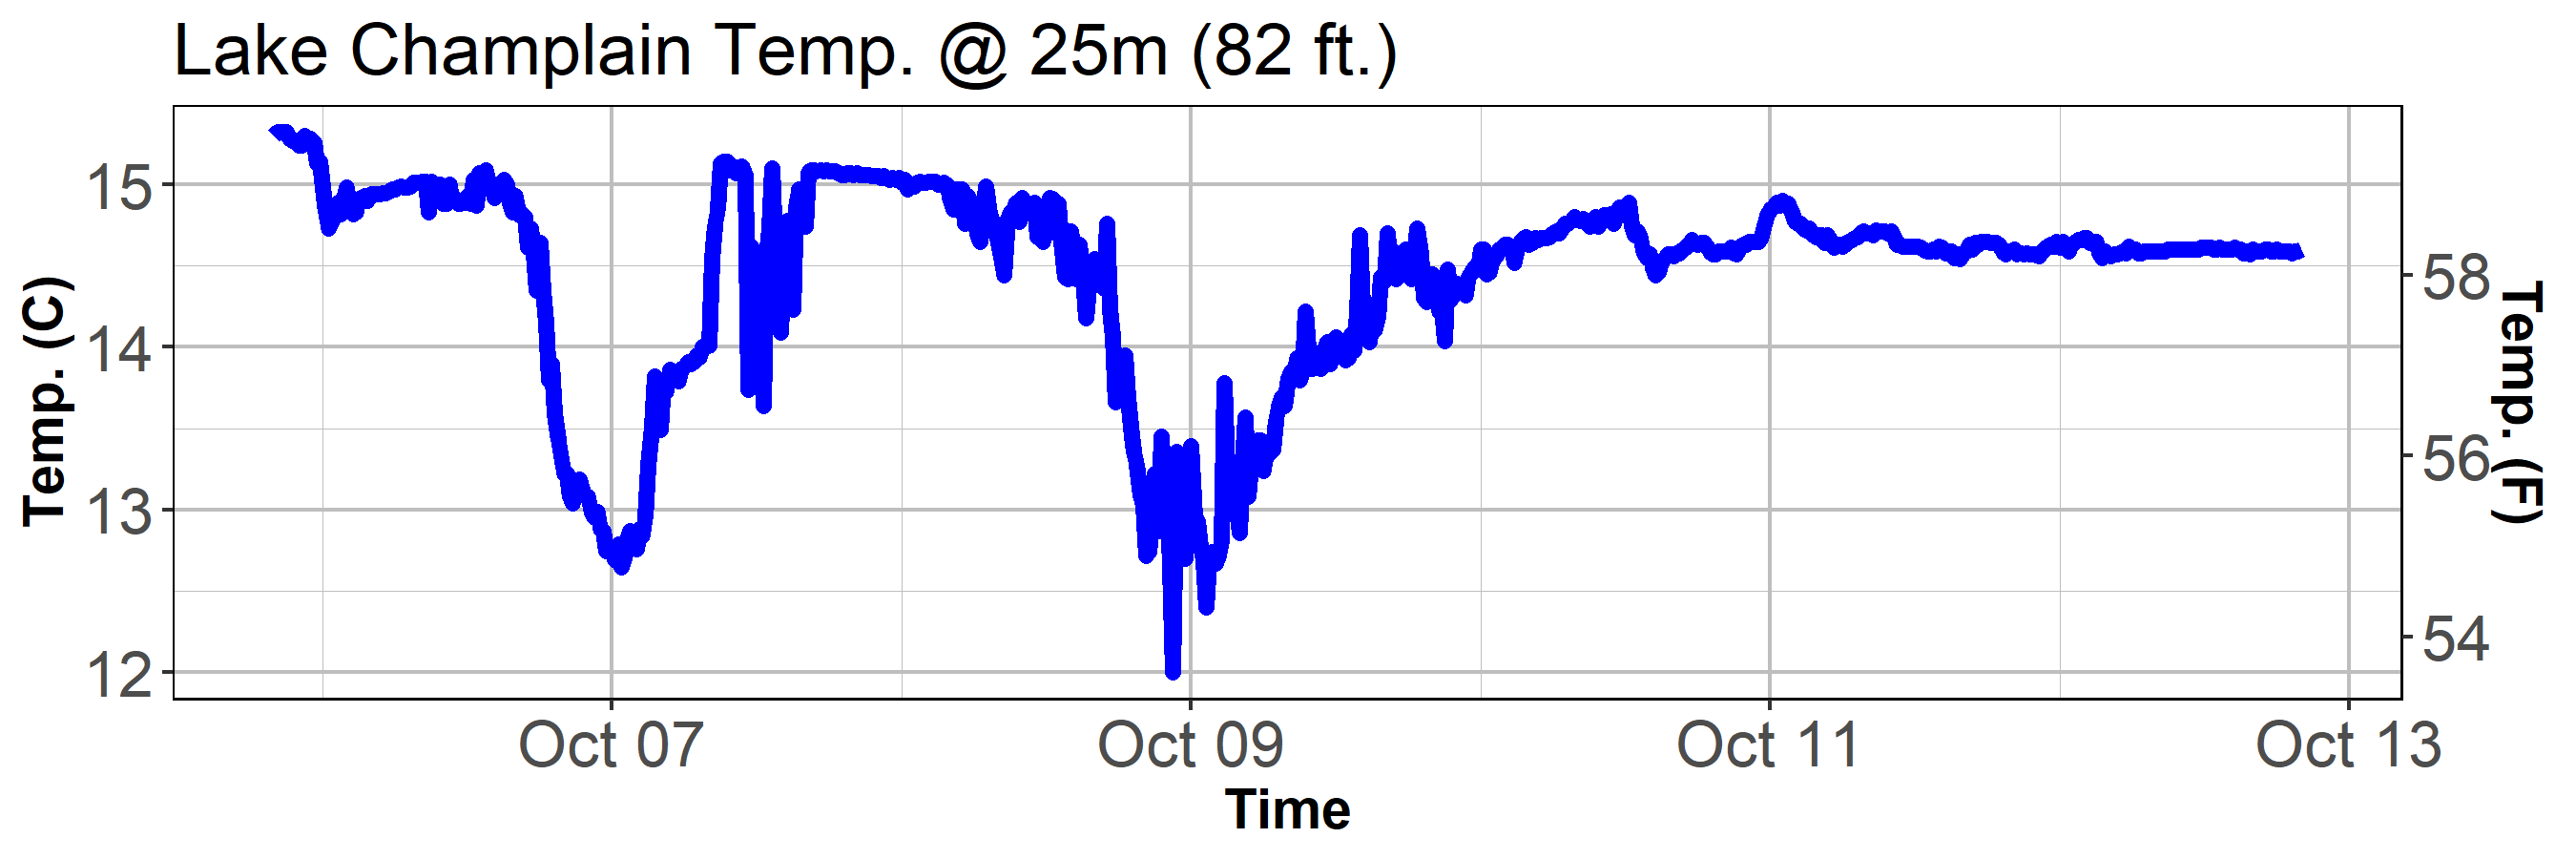 Lake Champlain Temp. @ 25m (82 ft.)
Temp. (C)
15
14
13
12
58
56
54
Temp. (F)
Oct 07
Oct 09
Oct 11
Oct 13
Time